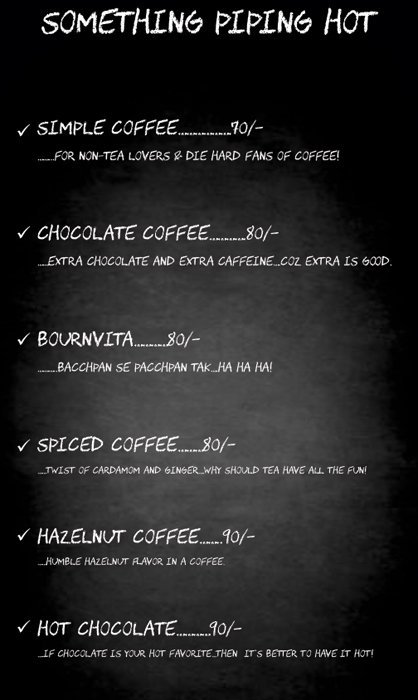 SOMETHING PIPING HOT
✓ SIMPLE COFFEE................70/-
.........FOR NON-TEA LOVERS & DIE HARD FANS OF COFFEE!
✓ CHOCOLATE COFFEE...........80/-
.....EXTRA CHOCOLATE AND EXTRA CAFFEINE...COZ EXTRA IS GOOD.
✓ BOURNVITA..........80/-
..........BACCHPAN SE PACCHPAN TAK...HA HA HA!
✓ SPICED COFFEE.......80/-
....TWIST OF CARDAMOM AND GINGER...WHY SHOULD TEA HAVE ALL THE FUN!
✓ HAZELNUT COFFEE.......90/-
....HUMBLE HAZELNUT FLAVOR IN A COFFEE.
✓ HOT CHOCOLATE..........90/-
....IF CHOCOLATE IS YOUR HOT FAVORITE...THEN IT'S BETTER TO HAVE IT HOT!